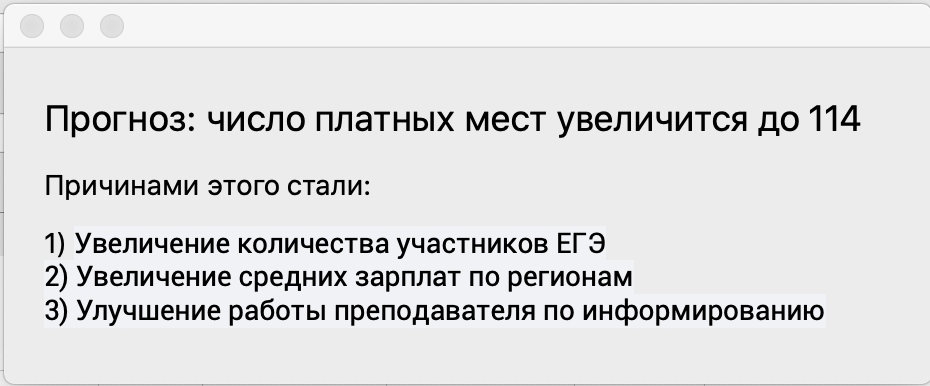 Прогноз: число платных мест увеличится до 114
Причинами этого стали:
1) Увеличение количества участников ЕГЭ
2) Увеличение средних зарплат по регионам
3) Улучшение работы преподавателя по информированию